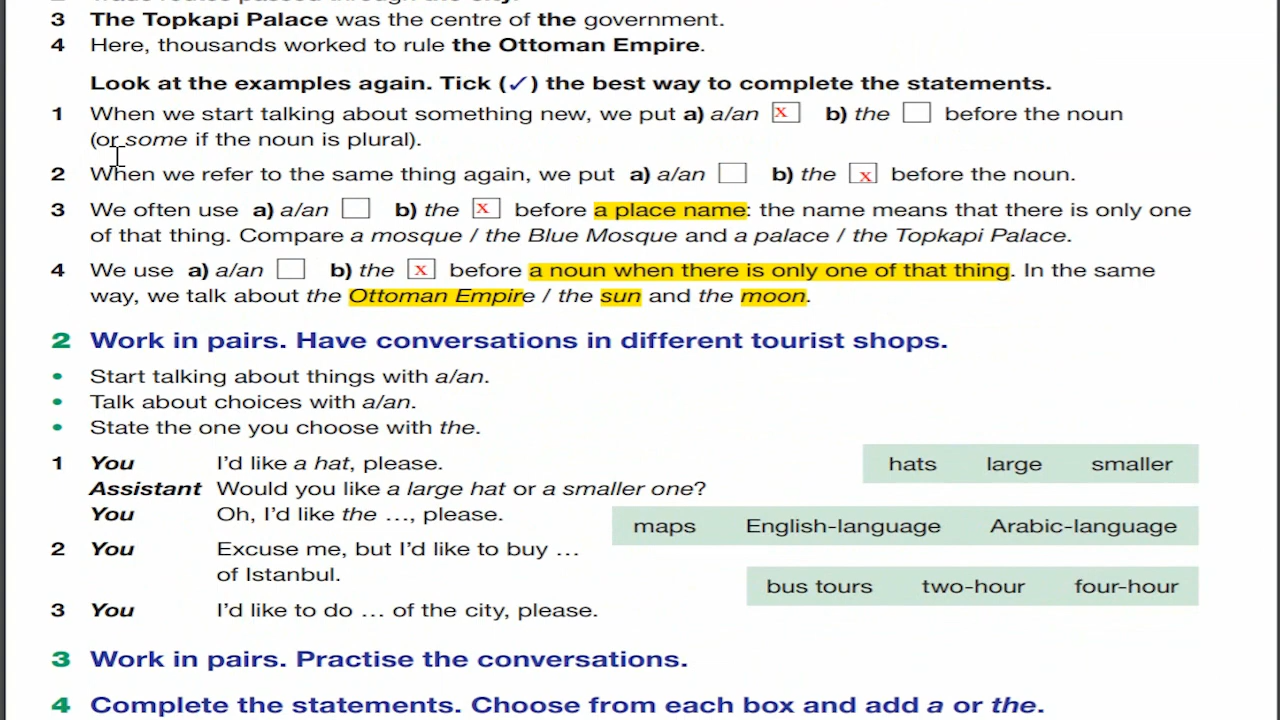 3 The Topkapi Palace was the centre of the government.
4 Here, thousands worked to rule the Ottoman Empire.
Look at the examples again. Tick (✓) the best way to complete the statements.
1 When we start talking about something new, we put a) a/an x b) the before the noun
(or some if the noun is plural).
2 When we refer to the same thing again, we put a) a/an b) the x before the noun.
3 We often use a) a/an b) the x before a place name: the name means that there is only one
of that thing. Compare a mosque / the Blue Mosque and a palace / the Topkapi Palace.
4 We use a) a/an b) the x before a noun when there is only one of that thing. In the same
way, we talk about the Ottoman Empire / the sun and the moon.
2 Work in pairs. Have conversations in different tourist shops.
• Start talking about things with a/an.
• Talk about choices with a/an.
• State the one you choose with the.
1 You I'd like a hat, please.
hats large smaller
Assistant Would you like a large hat or a smaller one?
You Oh, I'd like the …, please.
maps English-language Arabic-language
2 You Excuse me, but I'd like to buy …
of Istanbul.
bus tours two-hour four-hour
3 You I'd like to do … of the city, please.
3 Work in pairs. Practise the conversations.
4 Complete the statements. Choose from each box and add a or the.